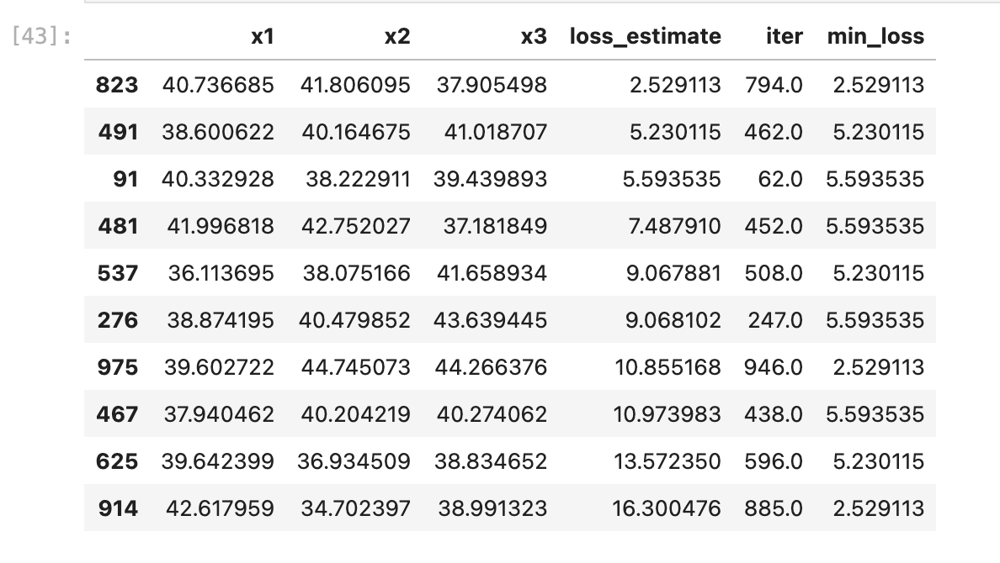 [43]: x1 x2 x3 loss_estimate iter min_loss
823 40.736685 41.806095 37.905498 2.529113 794.0 2.529113
491 38.600622 40.164675 41.018707 5.230115 462.0 5.230115
91 40.332928 38.222911 39.439893 5.593535 62.0 5.593535
481 41.996818 42.752027 37.181849 7.487910 452.0 5.593535
537 36.113695 38.075166 41.658934 9.067881 508.0 5.230115
276 38.874195 40.479852 43.639445 9.068102 247.0 5.593535
975 39.602722 44.745073 44.266376 10.855168 946.0 2.529113
467 37.940462 40.204219 40.274062 10.973983 438.0 5.593535
625 39.642399 36.934509 38.834652 13.572350 596.0 5.230115
914 42.617959 34.702397 38.991323 16.300476 885.0 2.529113